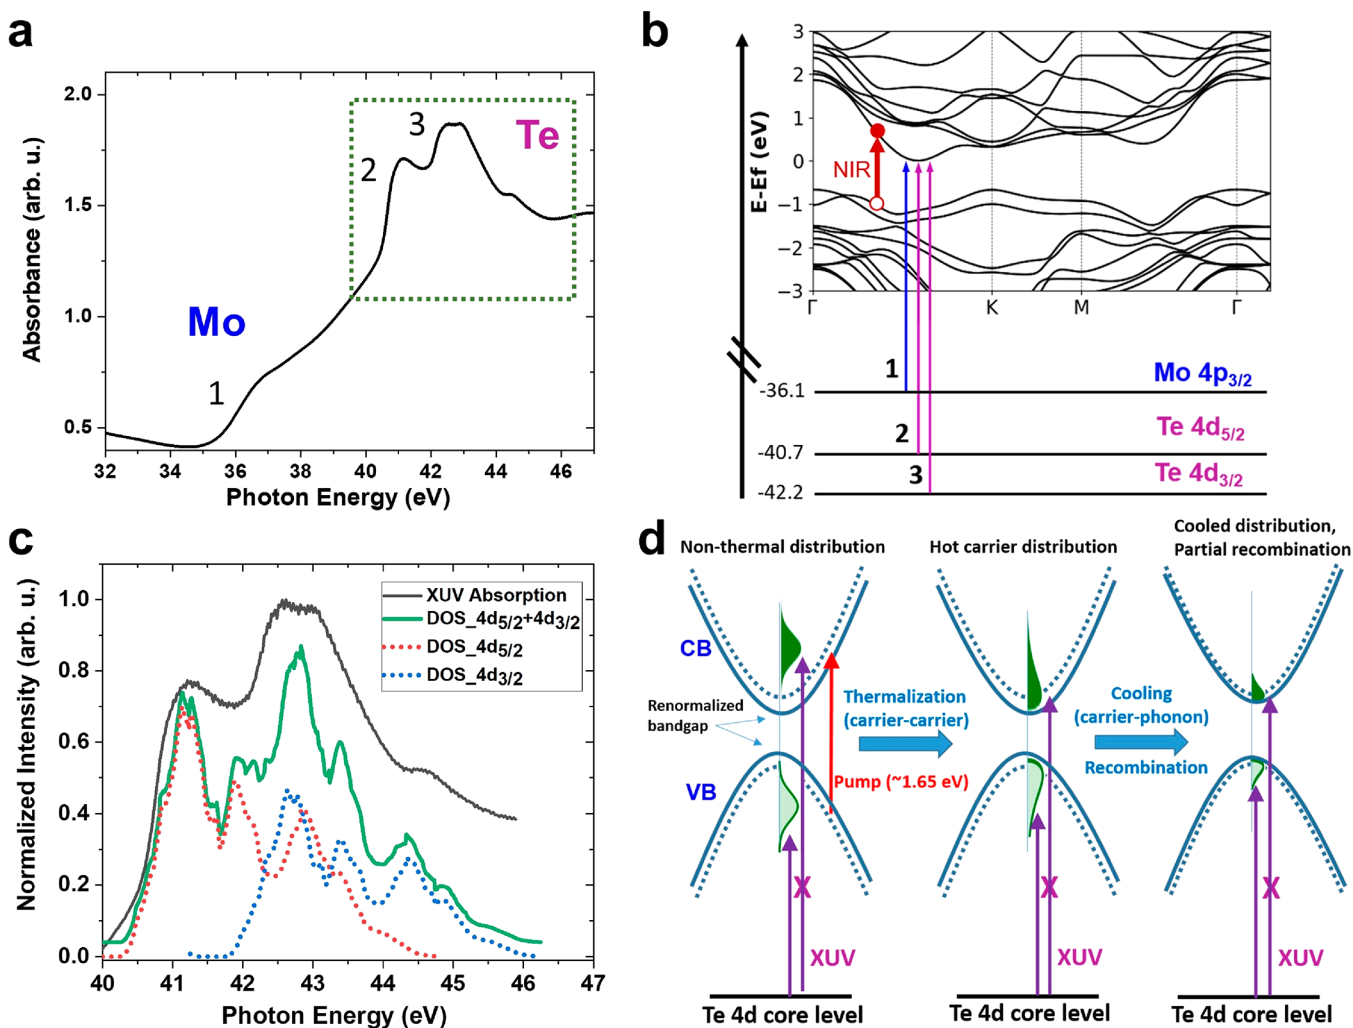 a
2.0
1.5
1.0
0.5
32
34
36
38
40
42
44
46
Absorbance (arb. u.)
Photon Energy (eV)
Mo
Te
1
2
3
b
E-Ef (eV)
3
2
1
0
−1
−2
−3
NIR
Γ
K
M
Γ
-36.1
-40.7
-42.2
1
2
3
Mo 4p3/2
Te 4d5/2
Te 4d3/2
c
1.0
0.8
0.6
0.4
0.2
0.0
40
41
42
43
44
45
46
47
Normalized Intensity (arb. u.)
Photon Energy (eV)
XUV Absorption
DOS_4d5/2+4d3/2
DOS_4d5/2
DOS_4d3/2
d
Non-thermal distribution
Hot carrier distribution
Cooled distribution,
Partial recombination
CB
Renormalized
bandgap
VB
Thermalization
(carrier-carrier)
Pump (~1.65 eV)
Cooling
(carrier-phonon)
Recombination
X
X
X
XUV
XUV
XUV
Te 4d core level
Te 4d core level
Te 4d core level